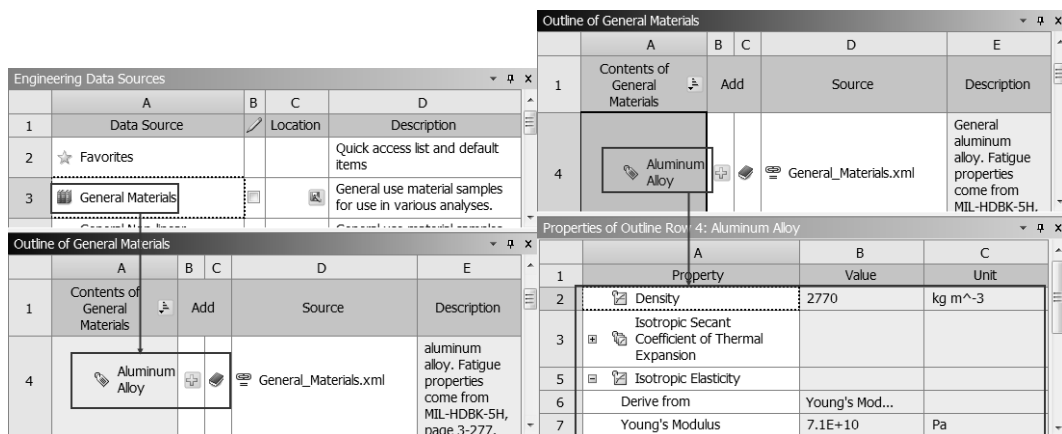 Engineering Data Sources
A B C D
1 Data Source Location Description
2 Favorites Quick access list and default
items
3 General Materials General use material samples
for use in various analyses.
Outline of General Materials
A B C D E
1 Contents of
General
Materials Add Source Description
4 Aluminum
Alloy General_Materials.xml aluminum
alloy. Fatigue
properties
come from
MIL-HDBK-5H,
page 3-277.
Outline of General Materials
A B C D E
1 Contents of
General
Materials Add Source Description
4 Aluminum
Alloy General_Materials.xml General
aluminum
alloy. Fatigue
properties
come from
MIL-HDBK-5H.
Properties of Outline Row 4: Aluminum Alloy
A B C
1 Property Value Unit
2 Density 2770 kg m^-3
3 Isotropic Secant
Coefficient of Thermal
Expansion
5 Isotropic Elasticity
6 Derive from Young's Mod...
7 Young's Modulus 7.1E+10 Pa